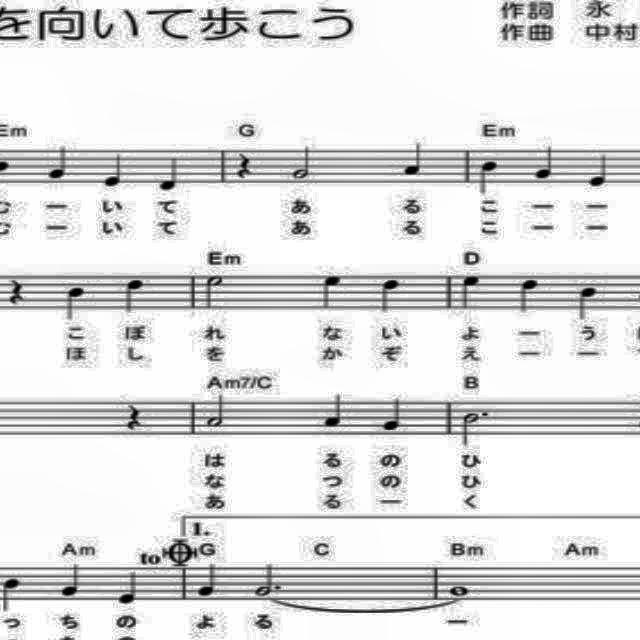 を向いて歩こう
作詞 永
作曲 中村
Em G Em
む ー い て あ る こ ー ー
む ー い て あ る こ ー ー
Em D
こ ぼ れ な い よ ー う
ほ し を か ぞ え ー ー
Am7/C B
は る の ひ
な つ の ひ
あ る ー く
1.
Am to G C Bm Am
っ ち の よ る ー